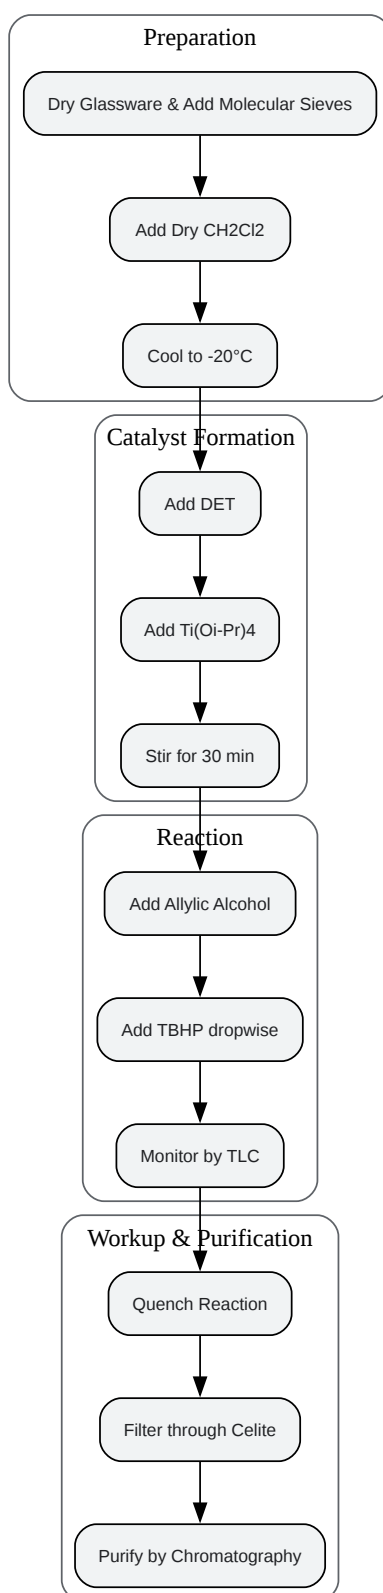 Preparation
Dry Glassware & Add Molecular Sieves
Add Dry CH2Cl2
Cool to -20°C
Catalyst Formation
Add DET
Add Ti(Oi-Pr)4
Stir for 30 min
Reaction
Add Allylic Alcohol
Add TBHP dropwise
Monitor by TLC
Workup & Purification
Quench Reaction
Filter through Celite
Purify by Chromatography